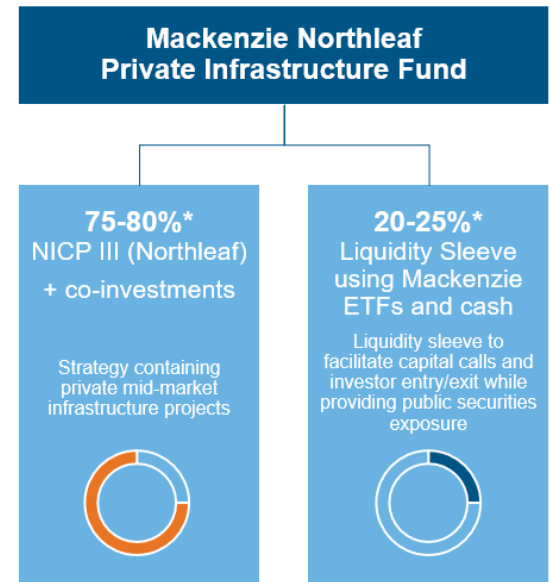 Mackenzie Northleaf
Private Infrastructure Fund
75-80%*
NICP III (Northleaf)
+ co-investments
Strategy containing
private mid-market
infrastructure projects
20-25%*
Liquidity Sleeve
using Mackenzie
ETFs and cash
Liquidity sleeve to
facilitate capital calls and
investor entry/exit while
providing public securities
exposure